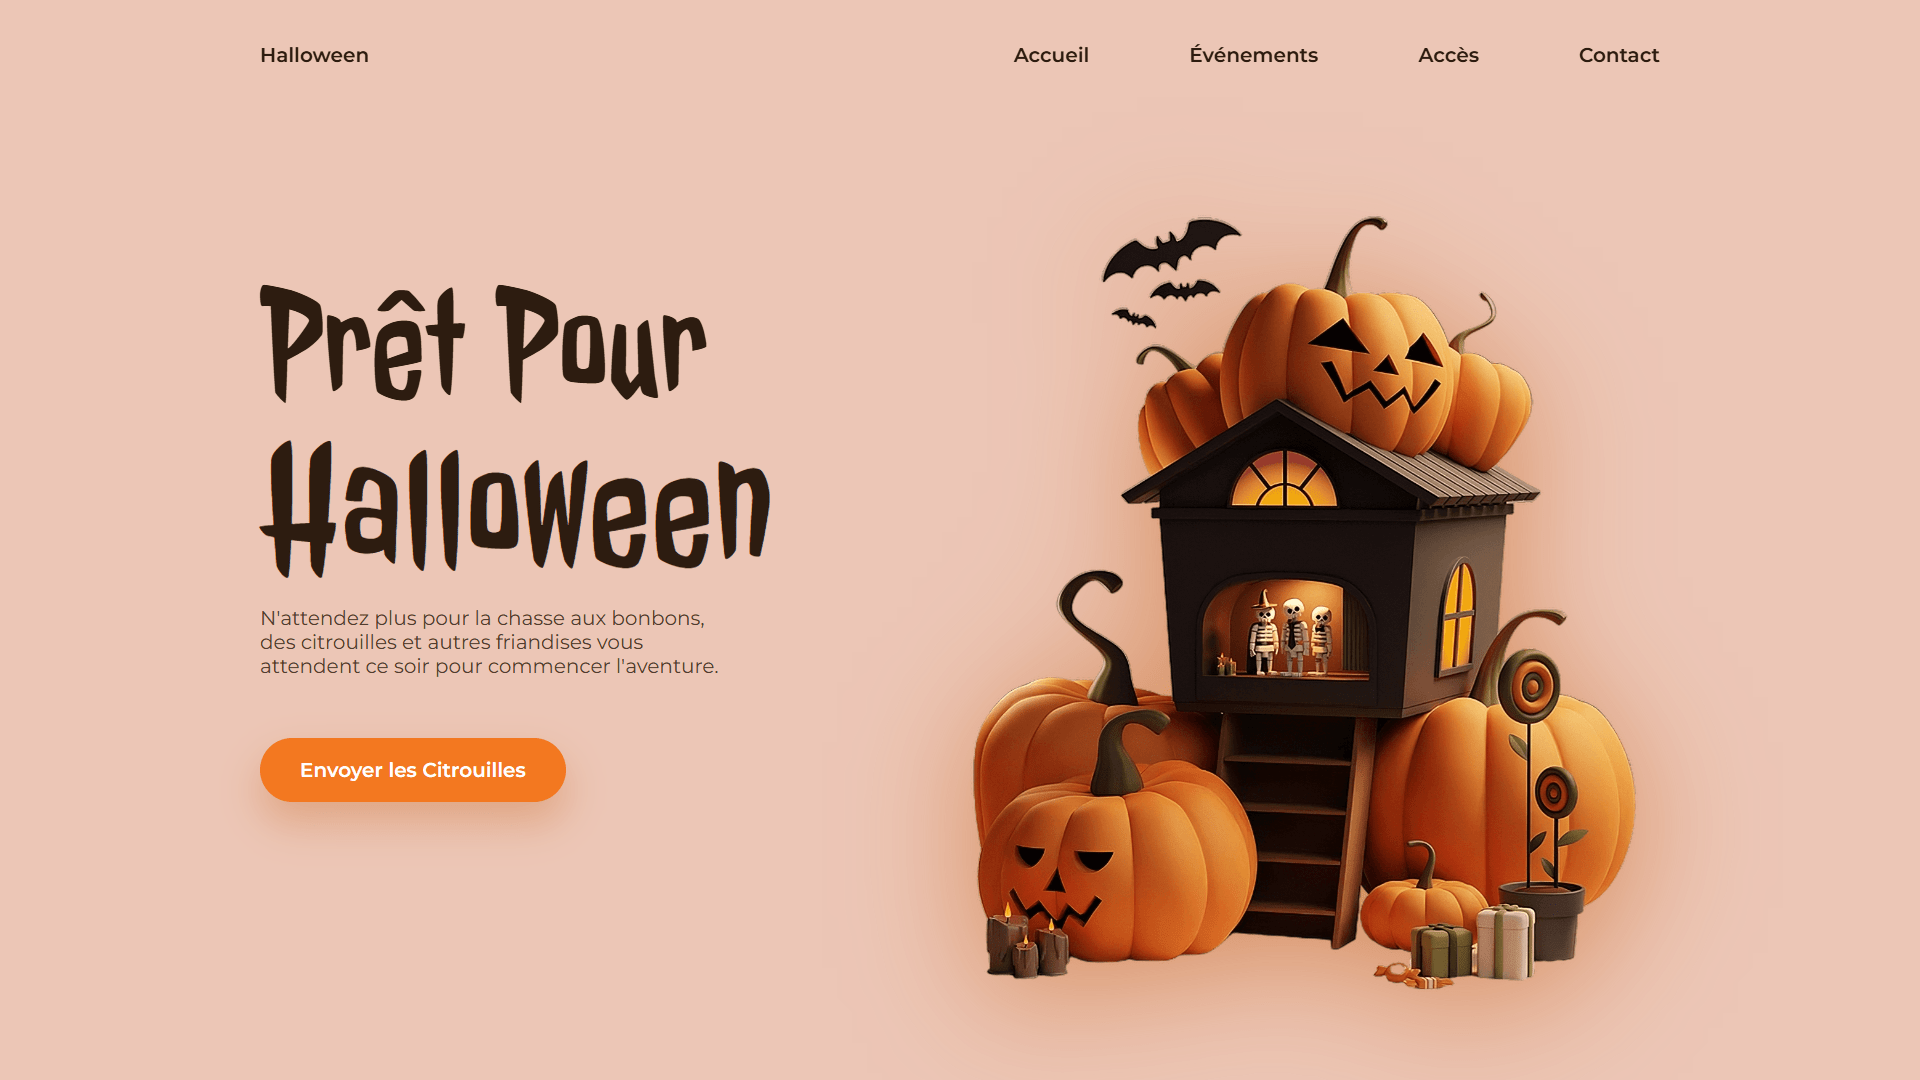 Halloween
Accueil
Événements
Accès
Contact
Prêt Pour
Halloween
N'attendez plus pour la chasse aux bonbons,
des citrouilles et autres friandises vous
attendent ce soir pour commencer l'aventure.
Envoyer les Citrouilles